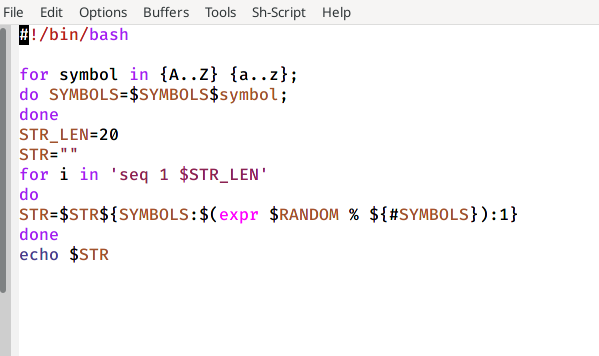 File Edit Options Buffers Tools Sh-Script Help
#!/bin/bash
for symbol in {A..Z} {a..z};
do SYMBOLS=$SYMBOLS$symbol;
done
STR_LEN=20
STR=""
for i in 'seq 1 $STR_LEN'
do
STR=$STR${SYMBOLS:$(expr $RANDOM % ${#SYMBOLS}):1}
done
echo $STR